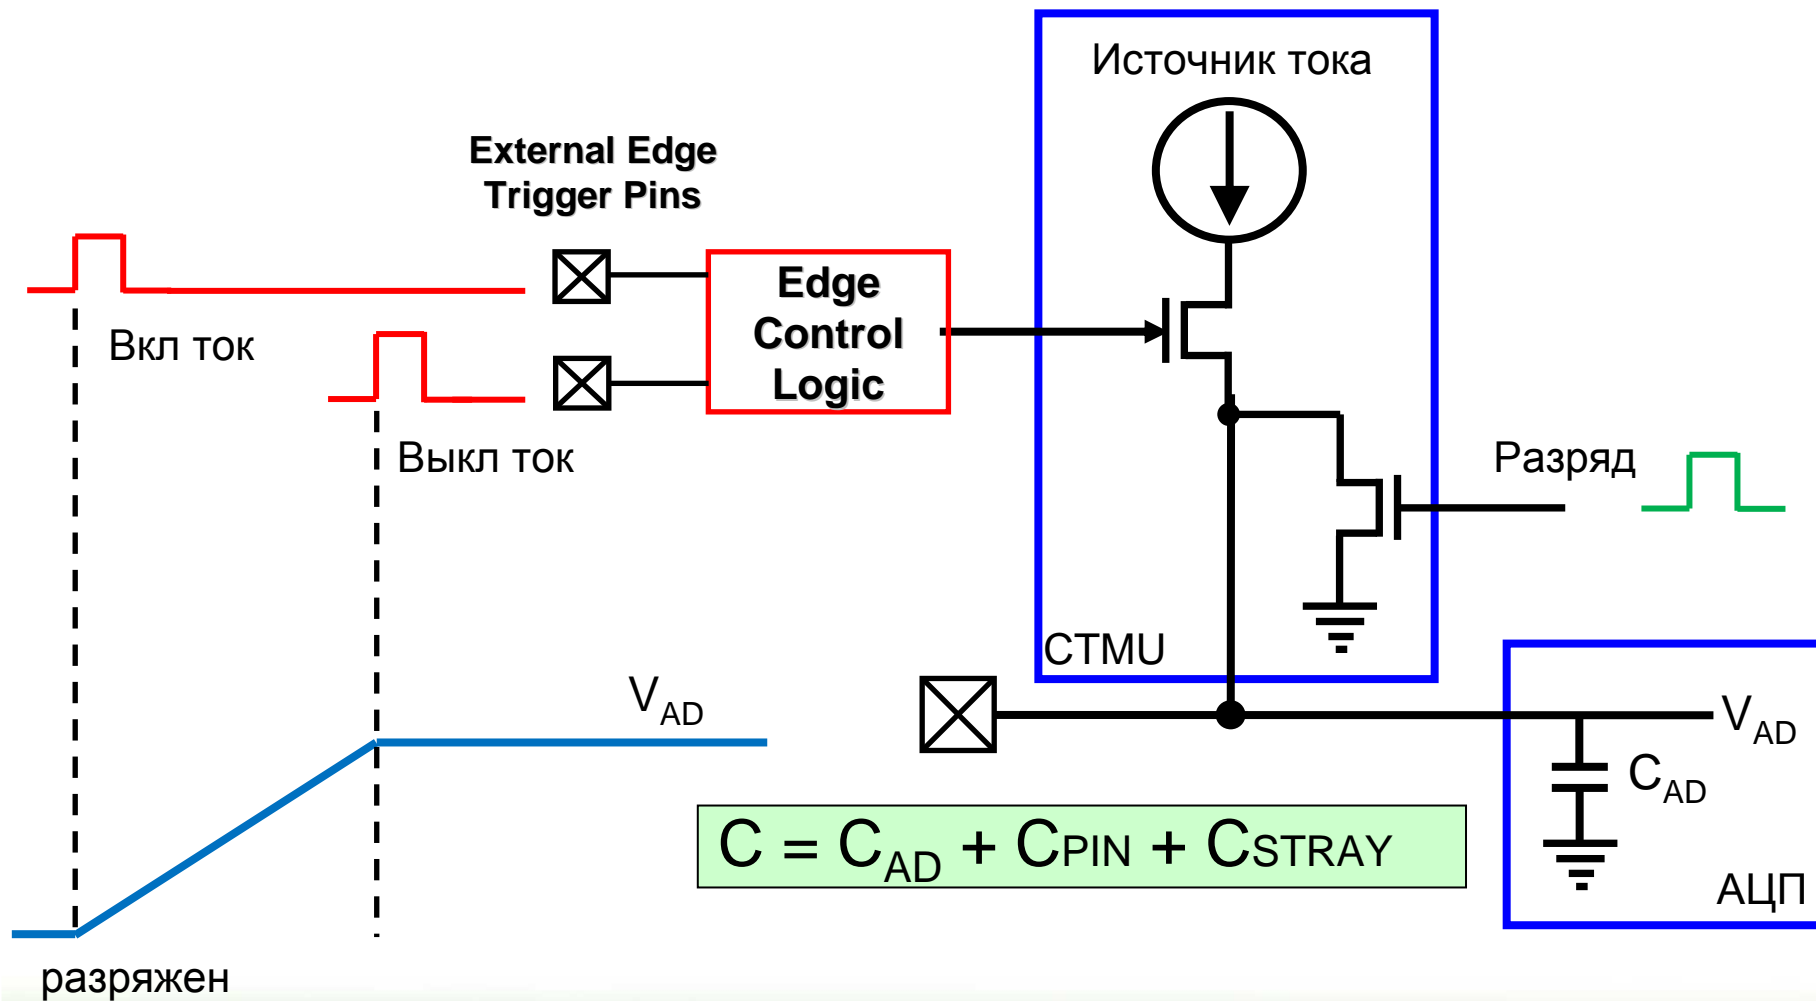 Источник тока
External Edge
Trigger Pins
Edge
Control
Logic
Вкл ток
Выкл ток
Разряд
CTMU
VAD
VAD
CAD
C = CAD + CPIN + CSTRAY
АЦП
разряжен